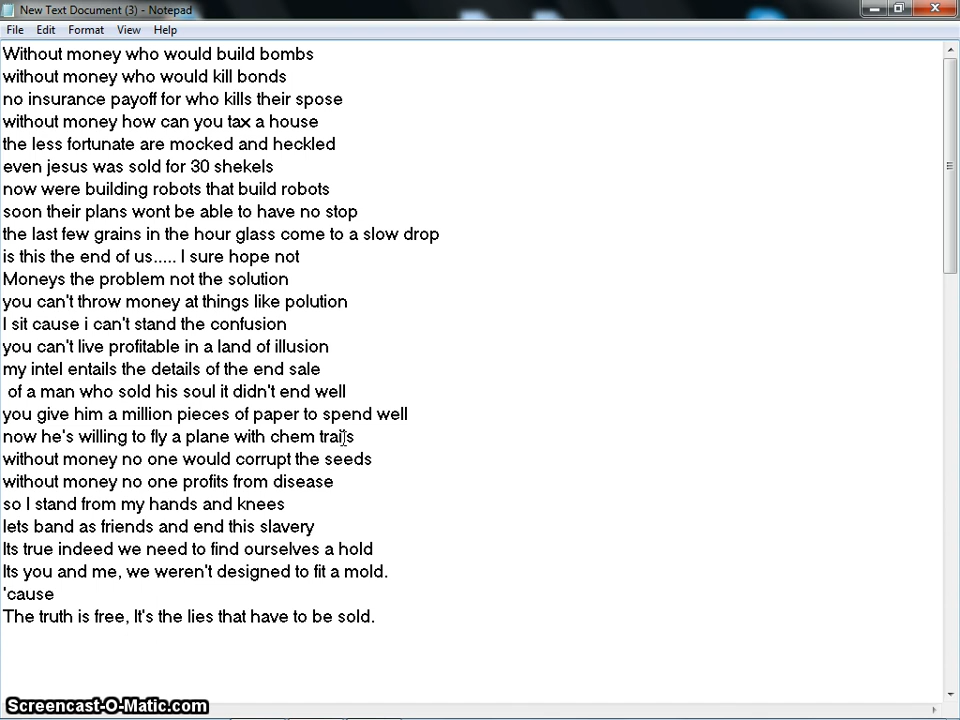 New Text Document (3) - Notepad
File Edit Format View Help
Without money who would build bombs
without money who would kill bonds
no insurance payoff for who kills their spose
without money how can you tax a house
the less fortunate are mocked and heckled
even jesus was sold for 30 shekels
now were building robots that build robots
soon their plans wont be able to have no stop
the last few grains in the hour glass come to a slow drop
is this the end of us..... I sure hope not
Moneys the problem not the solution
you can't throw money at things like polution
I sit cause i can't stand the confusion
you can't live profitable in a land of illusion
my intel entails the details of the end sale
of a man who sold his soul it didn't end well
you give him a million pieces of paper to spend well
now he's willing to fly a plane with chem trails
without money no one would corrupt the seeds
without money no one profits from disease
so I stand from my hands and knees
lets band as friends and end this slavery
Its true indeed we need to find ourselves a hold
Its you and me, we weren't designed to fit a mold.
'cause
The truth is free, It's the lies that have to be sold.
Screencast-O-Matic.com